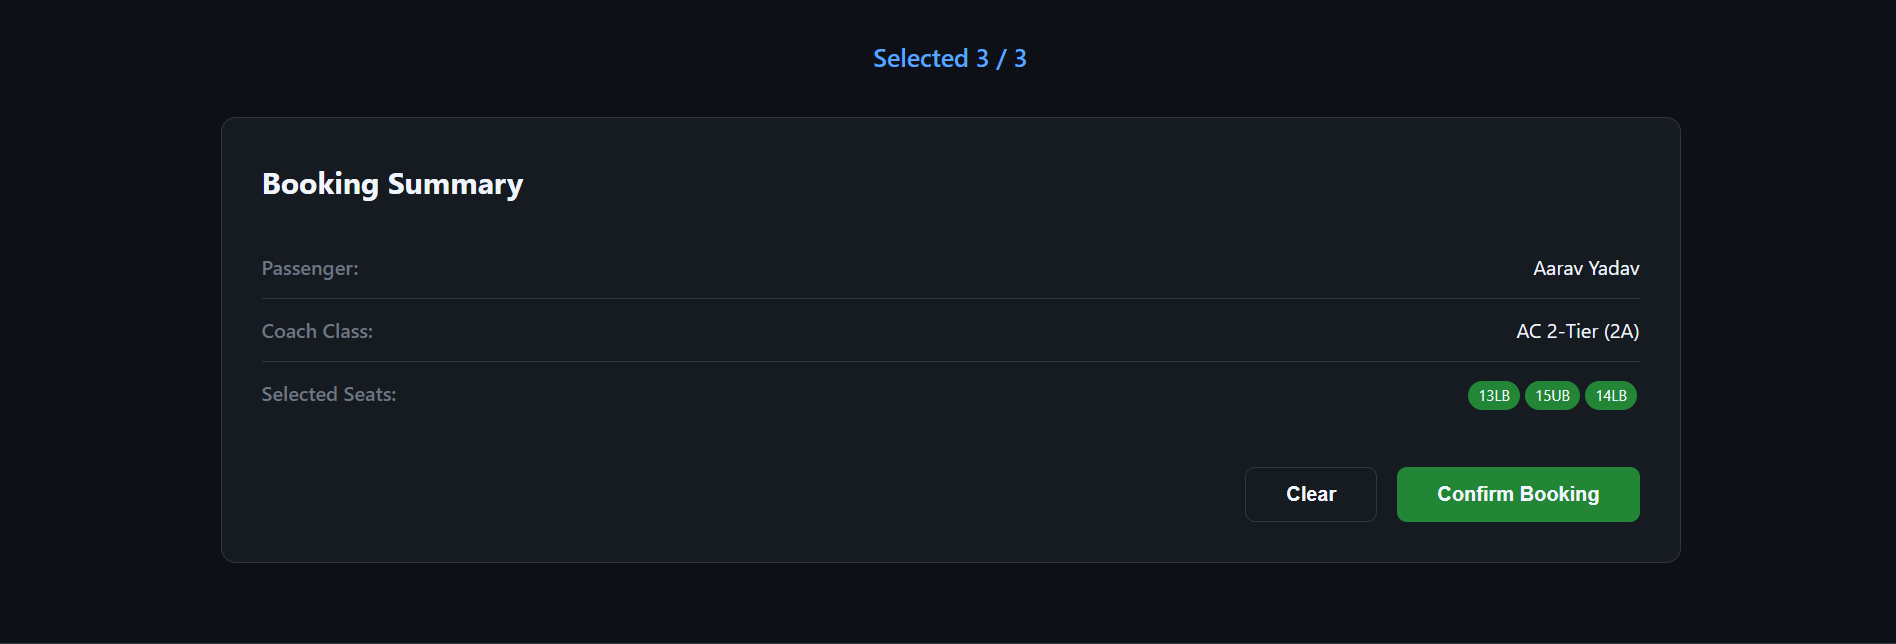 Selected 3 / 3
Booking Summary
Passenger: Aarav Yadav
Coach Class: AC 2-Tier (2A)
Selected Seats: 13LB 15UB 14LB
Clear Confirm Booking